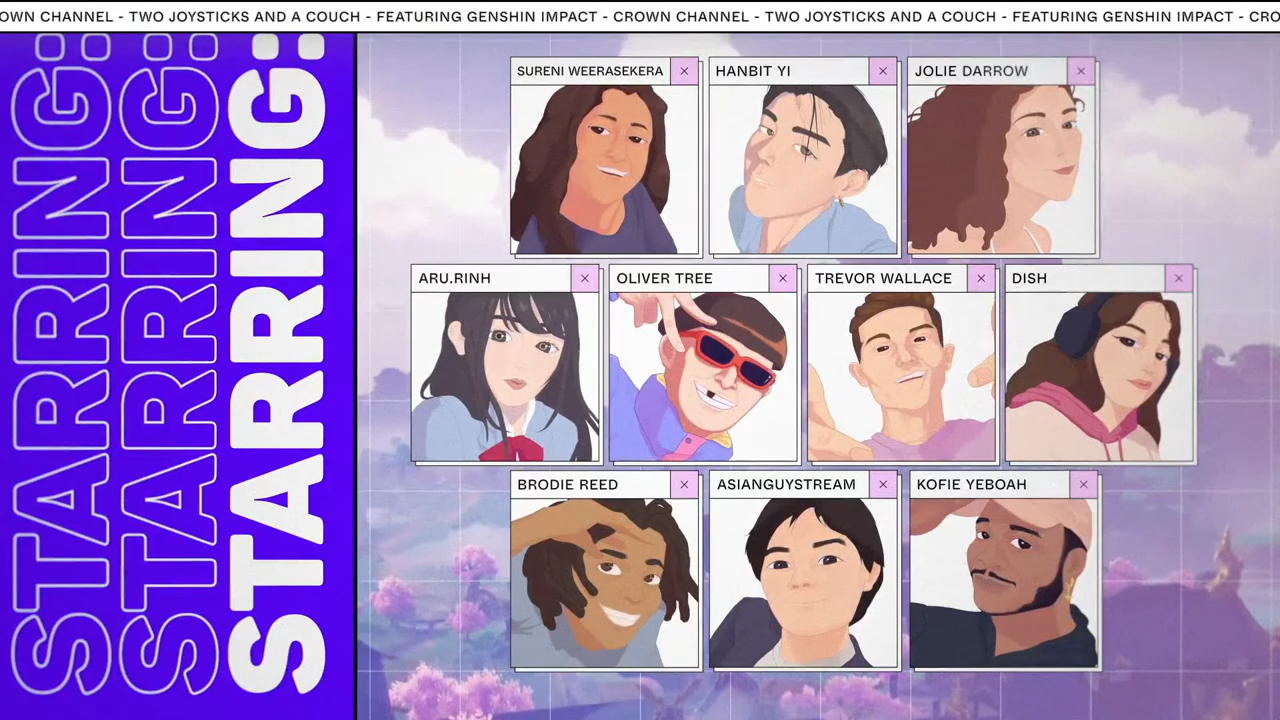 OWN CHANNEL - TWO JOYSTICKS AND A COUCH - FEATURING GENSHIN IMPACT - CROWN CHANNEL - TWO JOYSTICKS AND A COUCH - FEATURING GENSHIN IMPACT - CRO
STARRING:
STARRING:
STARRING:
SURENI WEERASEKERA
HANBIT YI
JOLIE DARROW
ARU.RINH
OLIVER TREE
TREVOR WALLACE
DISH
BRODIE REED
ASIANGUYSTREAM
KOFIE YEBOAH